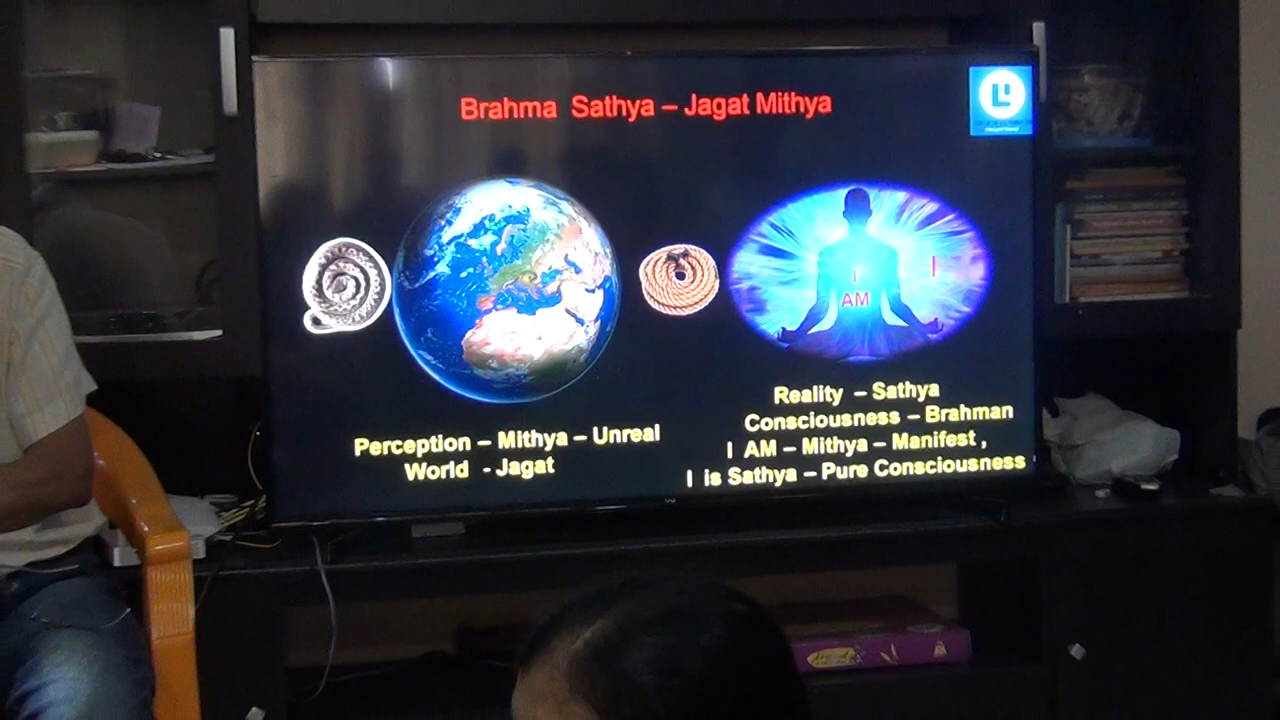 Brahma Sathya – Jagat Mithya
I
I
AM
Perception – Mithya – Unreal
World - Jagat
Reality – Sathya
Consciousness – Brahman
I AM – Mithya – Manifest ,
I is Sathya – Pure Consciousness